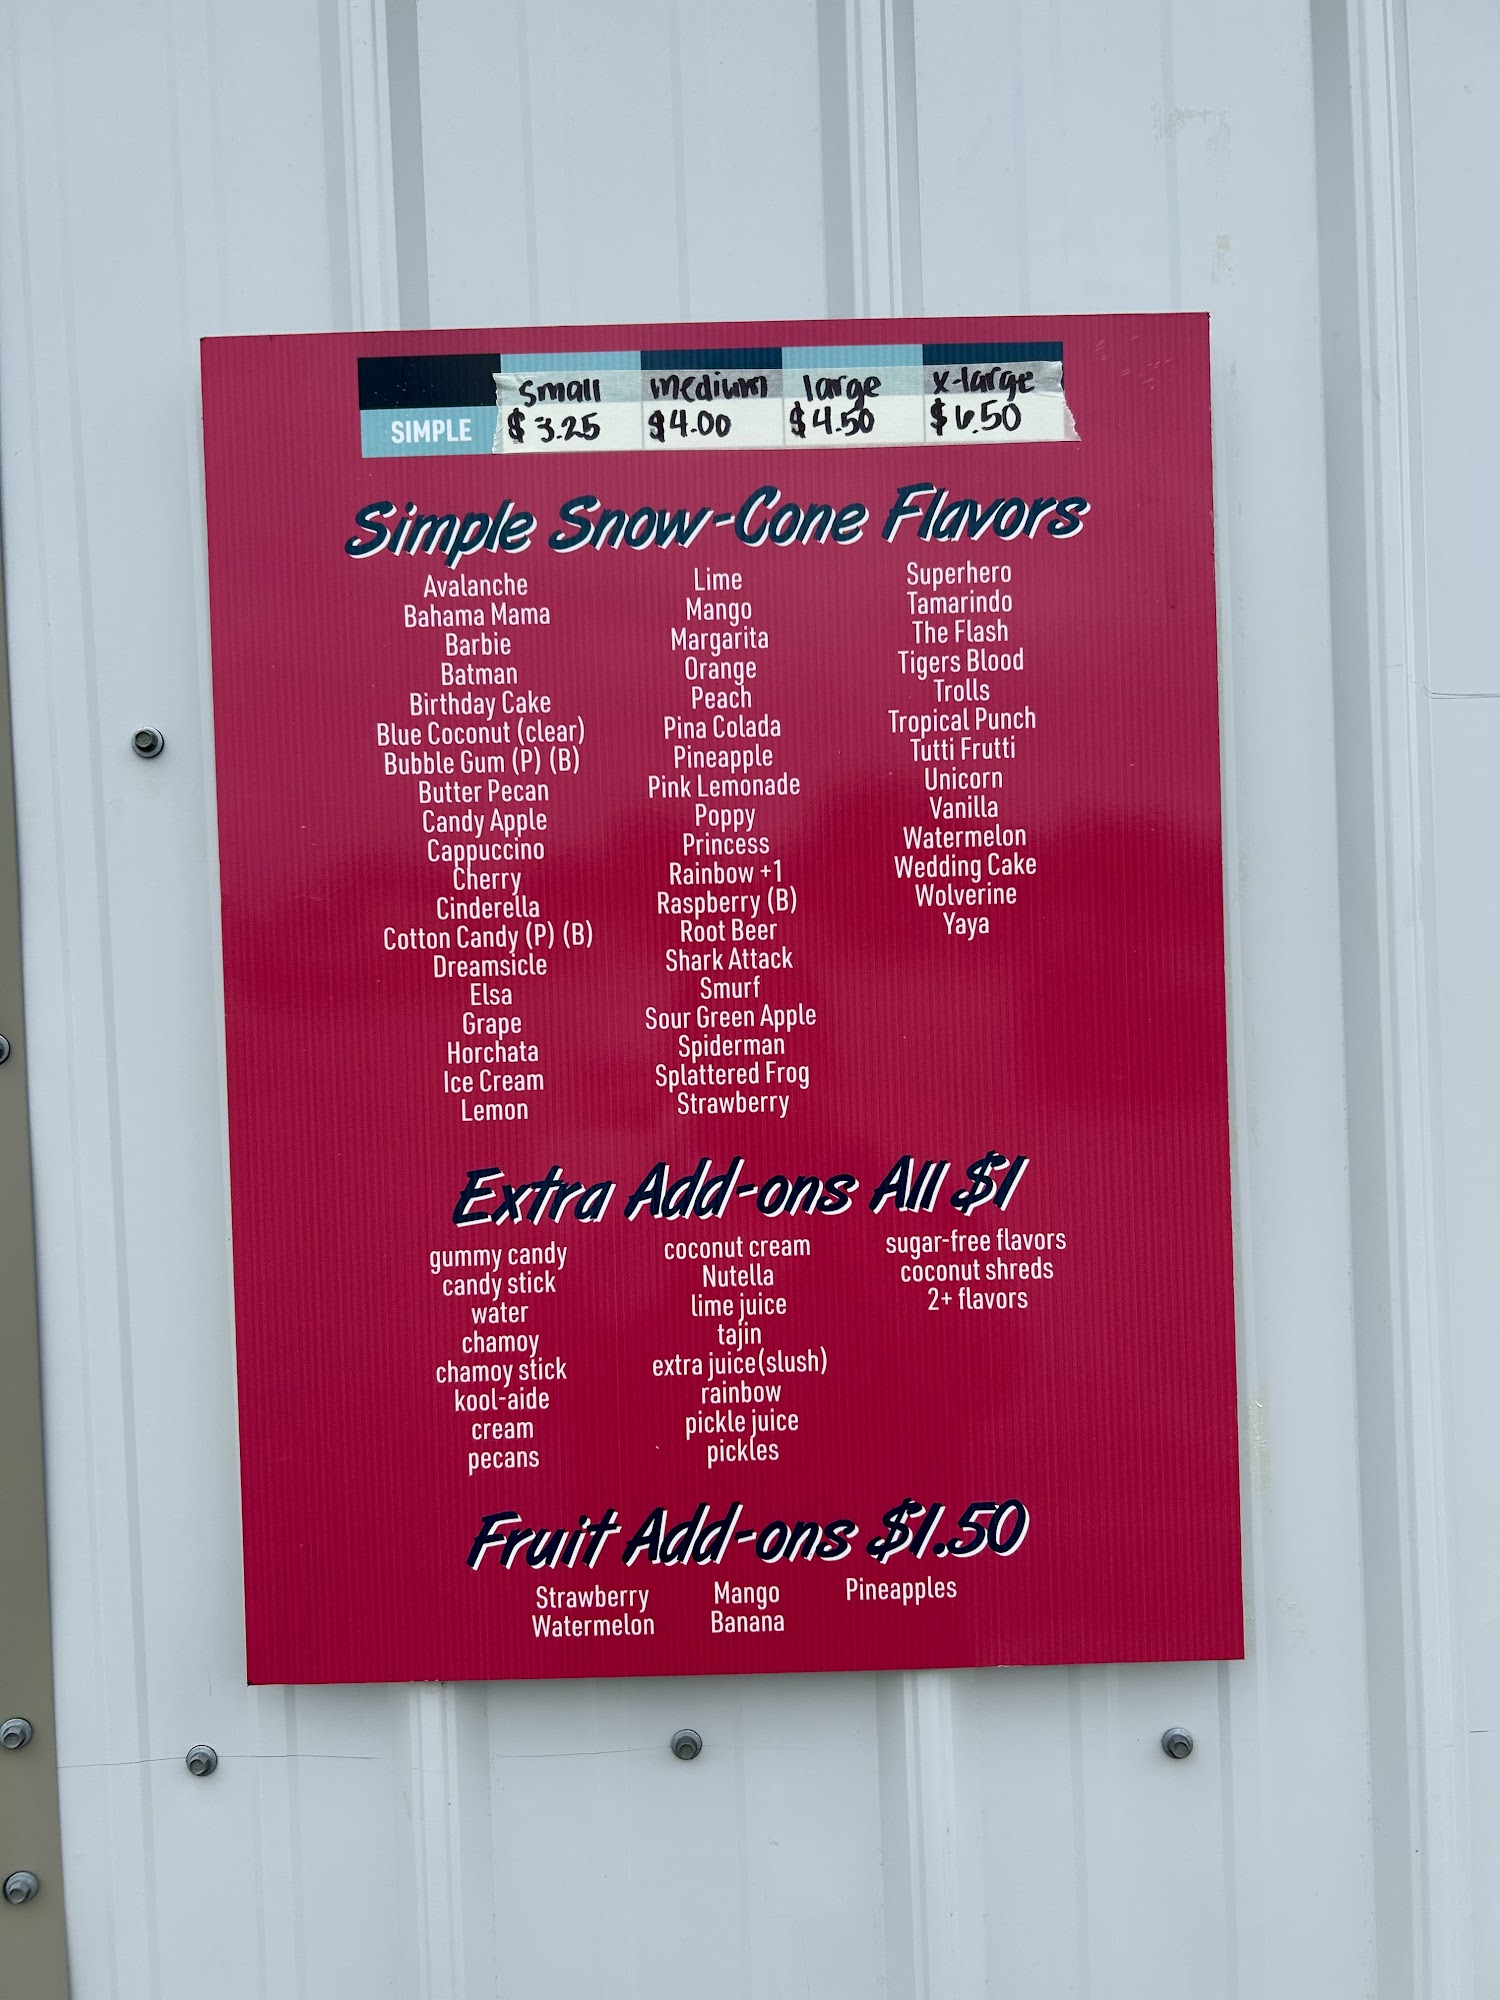 small medium large x-large
SIMPLE $3.25 $4.00 $4.50 $6.50
Simple Snow-Cone Flavors
Avalanche
Bahama Mama
Barbie
Batman
Birthday Cake
Blue Coconut (clear)
Bubble Gum (P) (B)
Butter Pecan
Candy Apple
Cappuccino
Cherry
Cinderella
Cotton Candy (P) (B)
Dreamsicle
Elsa
Grape
Horchata
Ice Cream
Lemon
Lime
Mango
Margarita
Orange
Peach
Pina Colada
Pineapple
Pink Lemonade
Poppy
Princess
Rainbow +1
Raspberry (B)
Root Beer
Shark Attack
Smurf
Sour Green Apple
Spiderman
Splattered Frog
Strawberry
Superhero
Tamarindo
The Flash
Tigers Blood
Trolls
Tropical Punch
Tutti Frutti
Unicorn
Vanilla
Watermelon
Wedding Cake
Wolverine
Yaya
Extra Add-ons All $1
gummy candy
candy stick
water
chamoy
chamoy stick
kool-aide
cream
pecans
coconut cream
Nutella
lime juice
tajin
extra juice(slush)
rainbow
pickle juice
pickles
sugar-free flavors
coconut shreds
2+ flavors
Fruit Add-ons $1.50
Strawberry
Watermelon
Mango
Banana
Pineapples